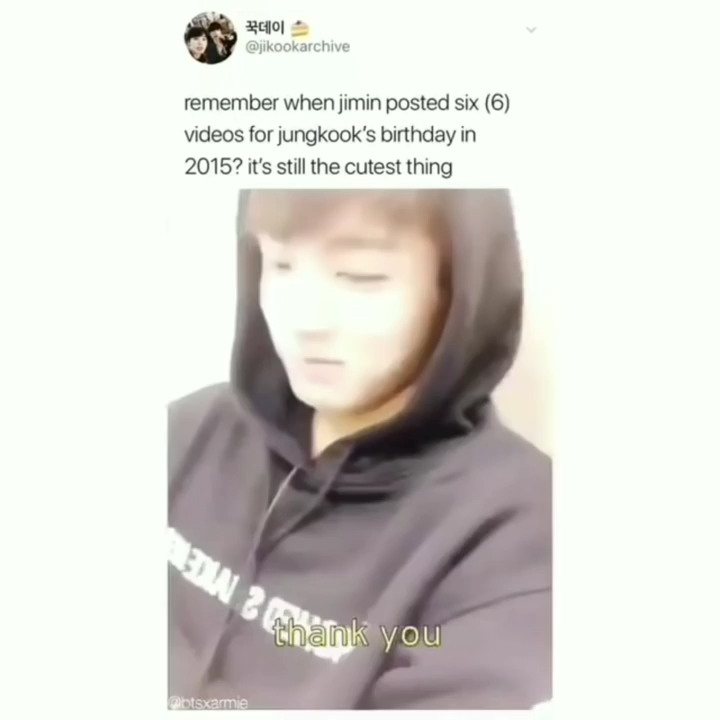 꾹데이 🍰
@jikookarchive
remember when jimin posted six (6)
videos for jungkook's birthday in
2015? it's still the cutest thing
thank you
@btsxarmie